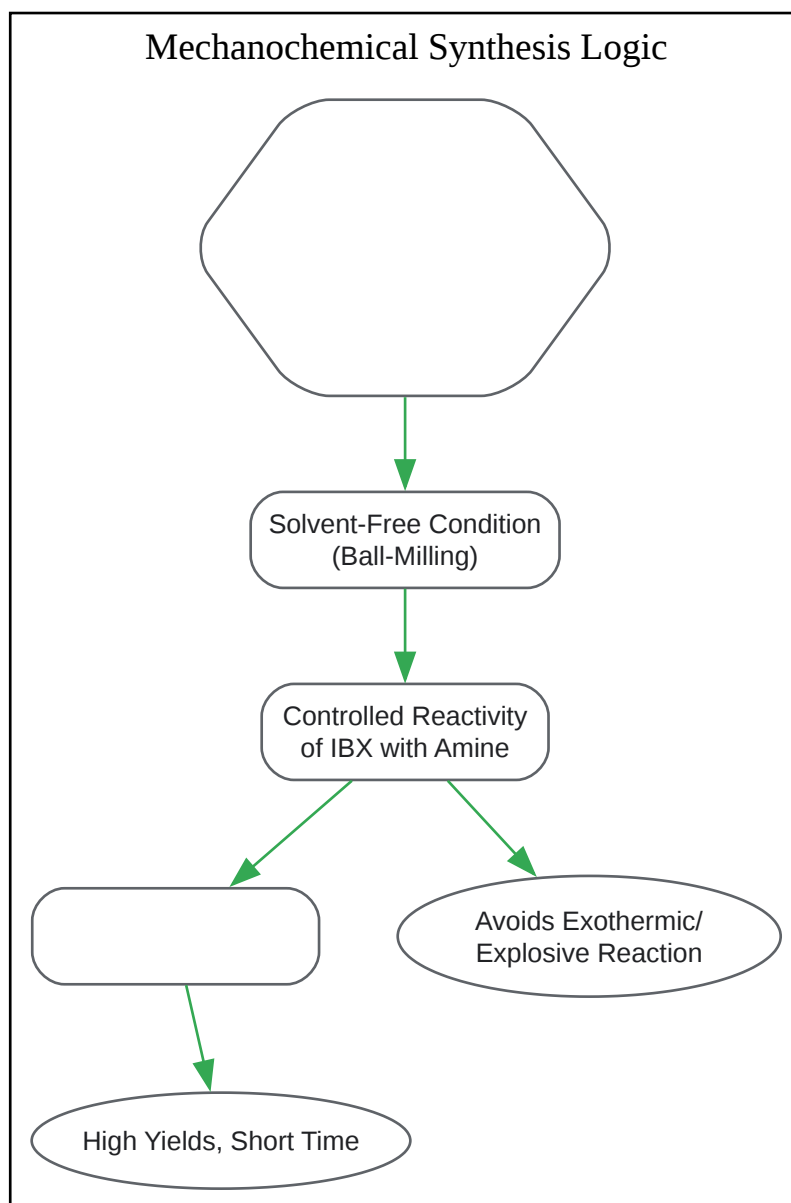 Mechanochemical Synthesis Logic
Solvent-Free Condition
(Ball-Milling)
Controlled Reactivity
of IBX with Amine
Avoids Exothermic/
Explosive Reaction
High Yields, Short Time